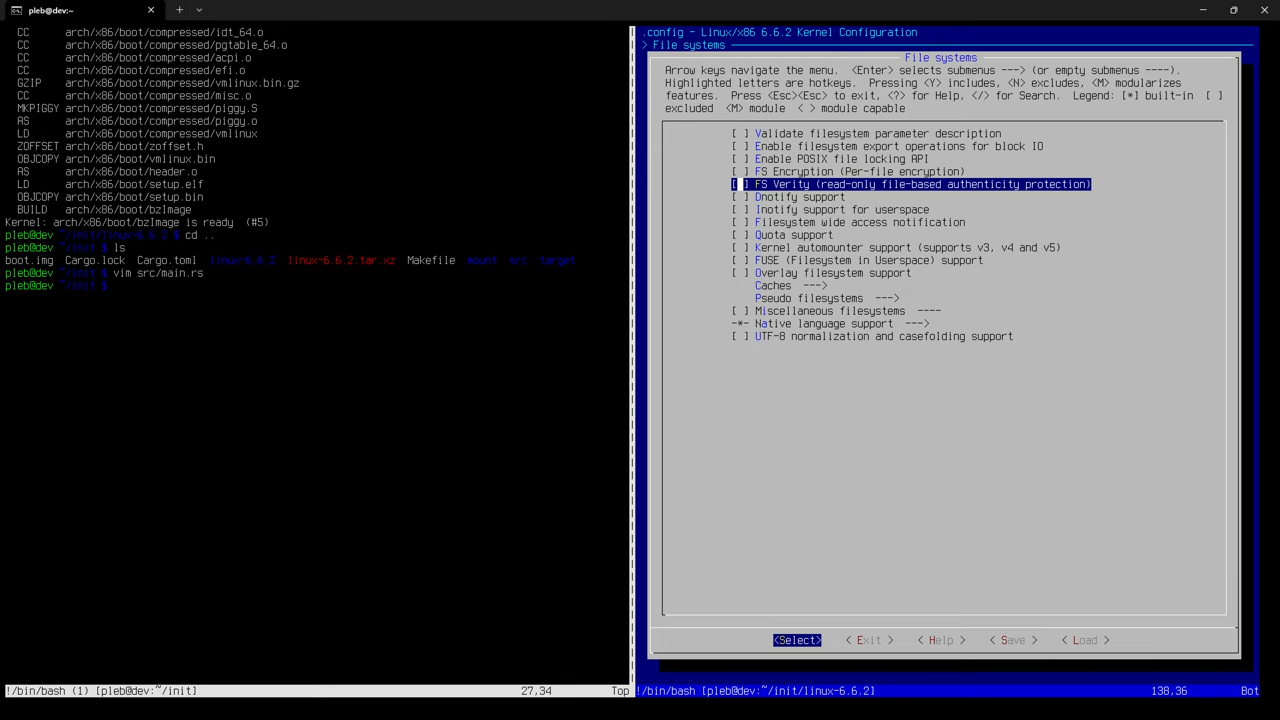 pleb@dev:~
CC arch/x86/boot/compressed/idt_64.o
CC arch/x86/boot/compressed/pgtable_64.o
CC arch/x86/boot/compressed/acpi.o
CC arch/x86/boot/compressed/efi.o
GZIP arch/x86/boot/compressed/vmlinux.bin.gz
CC arch/x86/boot/compressed/misc.o
MKPIGGY arch/x86/boot/compressed/piggy.S
AS arch/x86/boot/compressed/piggy.o
LD arch/x86/boot/compressed/vmlinux
ZOFFSET arch/x86/boot/zoffset.h
OBJCOPY arch/x86/boot/vmlinux.bin
AS arch/x86/boot/header.o
LD arch/x86/boot/setup.elf
OBJCOPY arch/x86/boot/setup.bin
BUILD arch/x86/boot/bzImage
Kernel: arch/x86/boot/bzImage is ready (#5)
pleb@dev ~/init/linux-6.6.2 $ cd ..
pleb@dev ~/init $ ls
boot.img Cargo.lock Cargo.toml linux-6.6.2 linux-6.6.2.tar.xz Makefile mount src target
pleb@dev ~/init $ vim src/main.rs
pleb@dev ~/init $
!/bin/bash (1) [pleb@dev:~/init] 27,34 Top
.config - Linux/x86 6.6.2 Kernel Configuration
> File systems
File systems
Arrow keys navigate the menu. <Enter> selects submenus ---> (or empty submenus ----).
Highlighted letters are hotkeys. Pressing <Y> includes, <N> excludes, <M> modularizes
features. Press <Esc><Esc> to exit, <?> for Help, </> for Search. Legend: [*] built-in [ ]
excluded <M> module < > module capable
[ ] Validate filesystem parameter description
[ ] Enable filesystem export operations for block IO
[ ] Enable POSIX file locking API
[ ] FS Encryption (Per-file encryption)
[ ] FS Verity (read-only file-based authenticity protection)
[ ] Dnotify support
[ ] Inotify support for userspace
[ ] Filesystem wide access notification
[ ] Quota support
[ ] Kernel automounter support (supports v3, v4 and v5)
[ ] FUSE (Filesystem in Userspace) support
[ ] Overlay filesystem support
Caches --->
Pseudo filesystems --->
[ ] Miscellaneous filesystems ----
-*- Native language support --->
[ ] UTF-8 normalization and casefolding support
<Select> < Exit > < Help > < Save > < Load >
!/bin/bash [pleb@dev:~/init/linux-6.6.2] 138,36 Bot